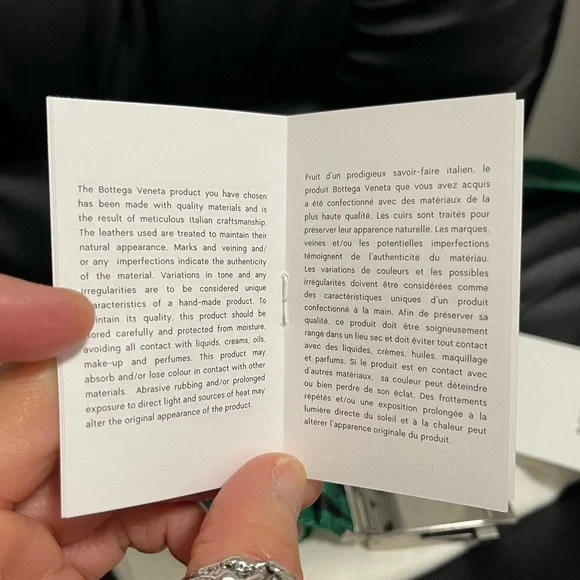 The Bottega Veneta product you have chosen
has been made with quality materials and is
the result of meticulous Italian craftsmanship.
The leathers used are treated to maintain their
natural appearance. Marks and veining and/
or any imperfections indicate the authenticity
of the material. Variations in tone and any
irregularities are to be considered unique
characteristics of a hand-made product. To
maintain its quality, this product should be
stored carefully and protected from moisture,
avoiding all contact with liquids, creams, oils,
make-up and perfumes. This product may
absorb and/or lose colour in contact with other
materials. Abrasive rubbing and/or prolonged
exposure to direct light and sources of heat may
alter the original appearance of the product.
Fruit d'un prodigieux savoir-faire italien, le
produit Bottega Veneta que vous avez acquis
a été confectionné avec des matériaux de la
plus haute qualité. Les cuirs sont traités pour
préserver leur apparence naturelle. Les marques,
veines et/ou les potentielles imperfections
témoignent de l'authenticité du matériau.
Les variations de couleurs et les possibles
irrégularités doivent être considérées comme
des caractéristiques uniques d'un produit
confectionné à la main. Afin de préserver sa
qualité, ce produit doit être soigneusement
rangé dans un lieu sec et doit éviter tout contact
avec des liquides, crèmes, huiles, maquillage
et parfums. Si le produit est en contact avec
d'autres matériaux, sa couleur peut déteindre
ou bien perdre de son éclat. Des frottements
répétés et/ou une exposition prolongée à la
lumière directe du soleil et à la chaleur peut
altérer l'apparence originale du produit.